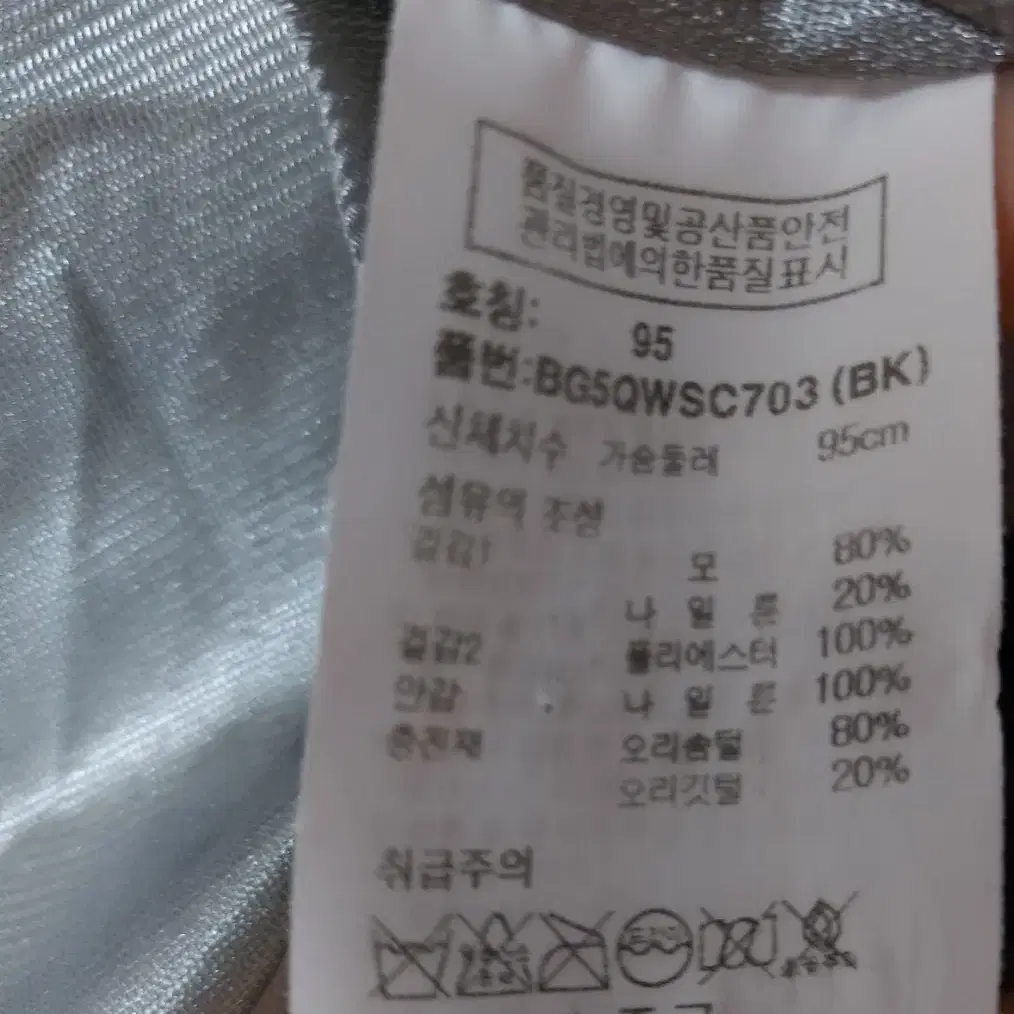 품질경영및공산품안전
관리법에의한품질표시
호칭: 95
품번:BG5QWSC703 (BK)
신체치수 가슴둘레 95cm
섬유의 조성
겉감1 모 80%
나 일 론 20%
겉감2 폴리에스터 100%
안감 나 일 론 100%
충전재 오리솜털 80%
오리깃털 20%
취급주의